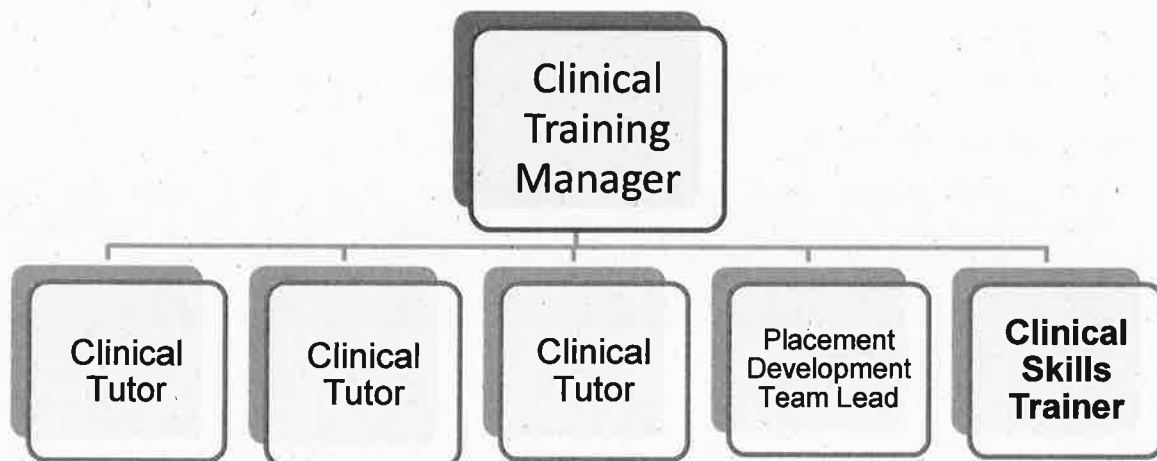 Clinical
Training
Manager
Clinical
Tutor
Clinical
Tutor
Clinical
Tutor
Placement
Development
Team Lead
Clinical
Skills
Trainer